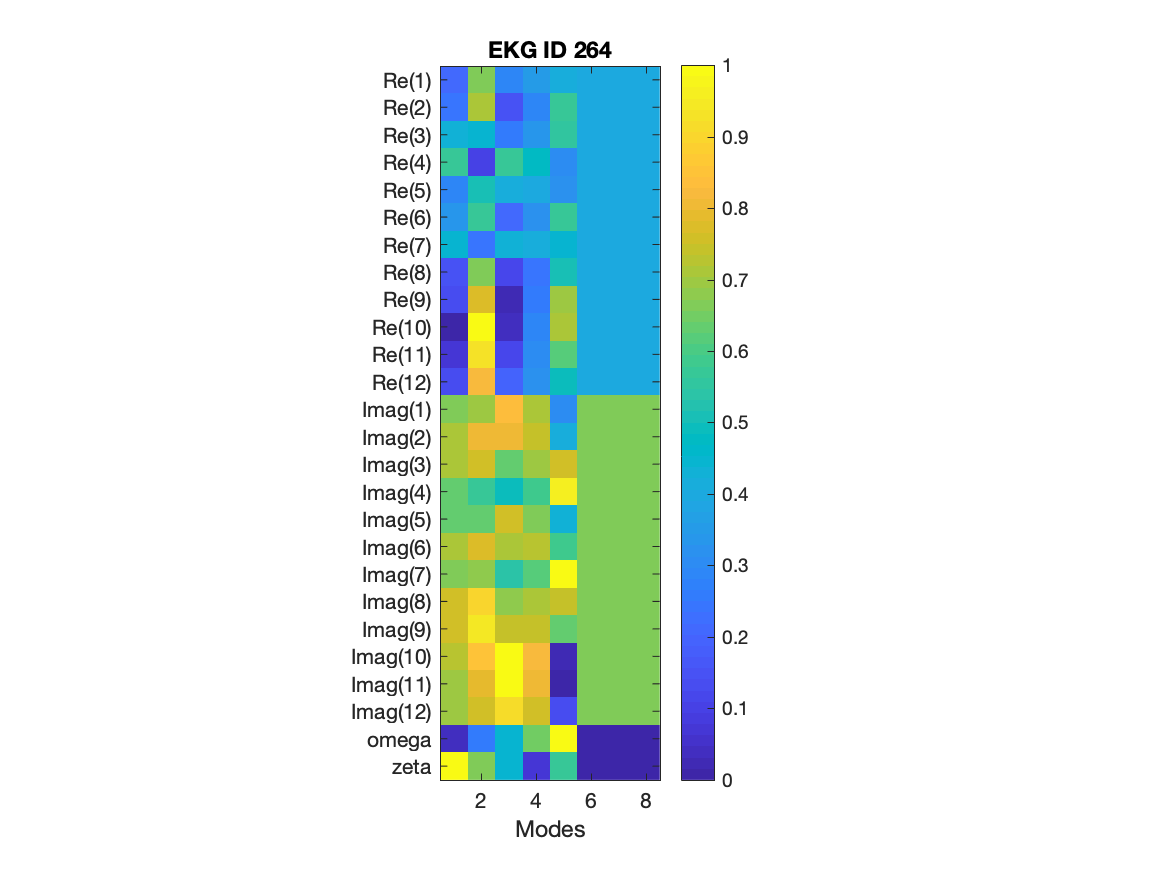 EKG ID 264
Re(1)
Re(2)
Re(3)
Re(4)
Re(5)
Re(6)
Re(7)
Re(8)
Re(9)
Re(10)
Re(11)
Re(12)
Imag(1)
Imag(2)
Imag(3)
Imag(4)
Imag(5)
Imag(6)
Imag(7)
Imag(8)
Imag(9)
Imag(10)
Imag(11)
Imag(12)
omega
zeta
2 4 6 8
Modes
1
0.9
0.8
0.7
0.6
0.5
0.4
0.3
0.2
0.1
0